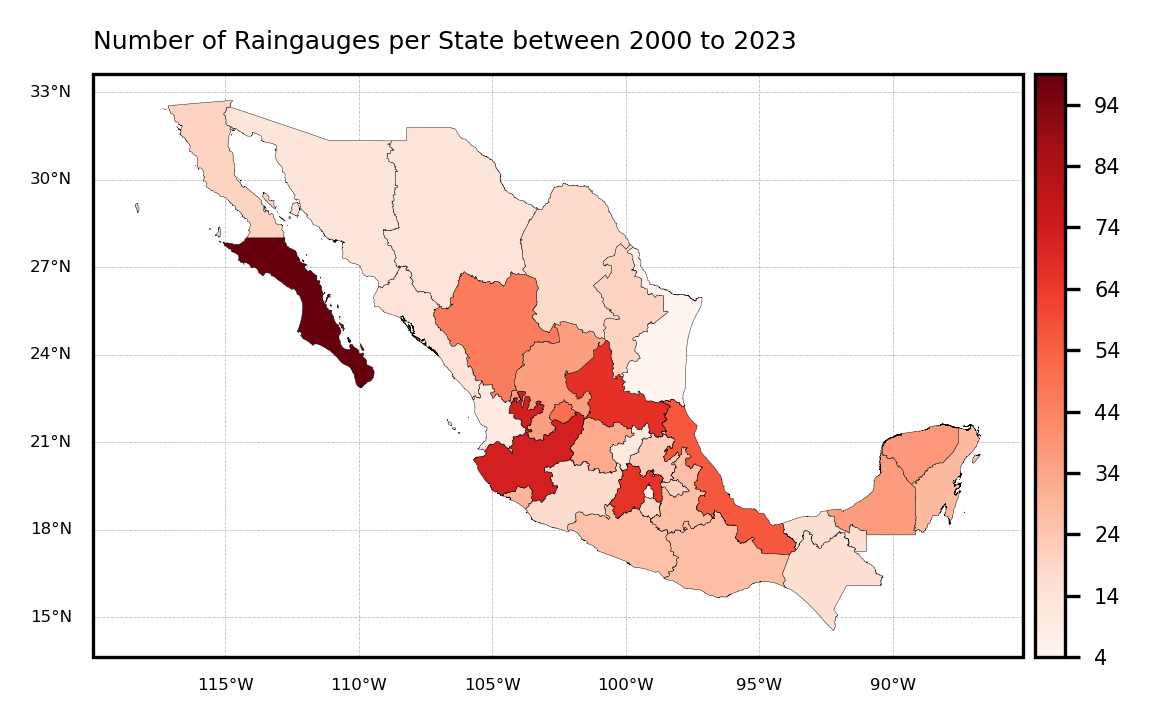 Number of Raingauges per State between 2000 to 2023
33°N
30°N
27°N
24°N
21°N
18°N
15°N
115°W
110°W
105°W
100°W
95°W
90°W
94
84
74
64
54
44
34
24
14
4